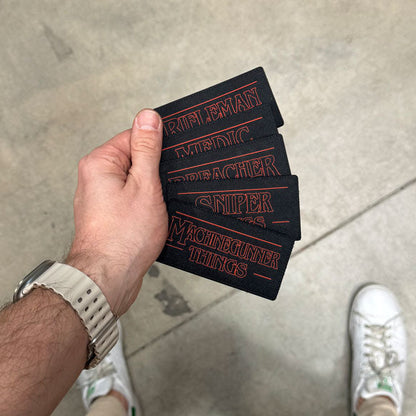 RIFLEMAN
MEDIC
BREACHER
SNIPER
MACHINEGUNNER
THINGS